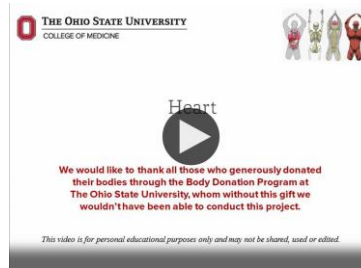 THE OHIO STATE UNIVERSITY
COLLEGE OF MEDICINE
Heart
We would like to thank all those who generously donated
their bodies through the Body Donation Program at
The Ohio State University, whom without this gift we
wouldn't have been able to conduct this project.
This video is for personal educational purposes only and may not be shared, used or edited.